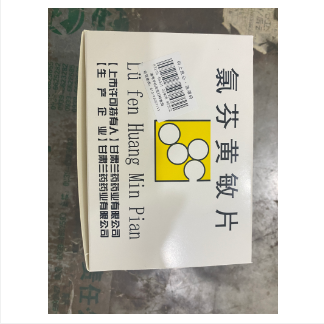 氯芬黄敏片
Lü fen Huang Min Pian
【上市许可持有人】甘肃兰药药业有限公司
【生产企业】甘肃兰药药业有限公司